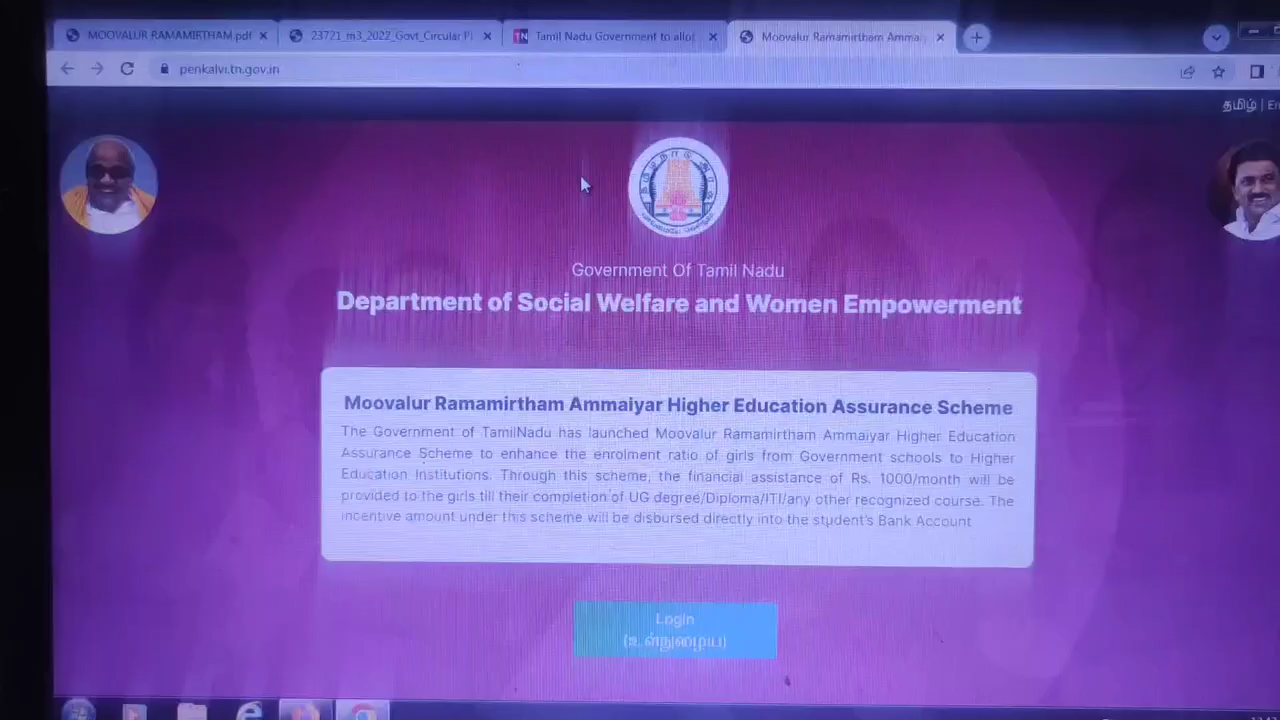 MOOVALUR RAMAMIRTHAM.pdf
23721_m3_2022_Govt_Circular Pl
Tamil Nadu Government to allot
Moovalur Ramamirtham Ammai
penkalvi.tn.gov.in
தமிழ் | En
Government Of Tamil Nadu
Department of Social Welfare and Women Empowerment
Moovalur Ramamirtham Ammaiyar Higher Education Assurance Scheme
The Government of TamilNadu has launched Moovalur Ramamirtham Ammaiyar Higher Education
Assurance Scheme to enhance the enrolment ratio of girls from Government schools to Higher
Education Institutions. Through this scheme, the financial assistance of Rs. 1000/month will be
provided to the girls till their completion of UG degree/Diploma/ITI/any other recognized course. The
incentive amount under this scheme will be disbursed directly into the student's Bank Account
Login
(உள்நுழைய)